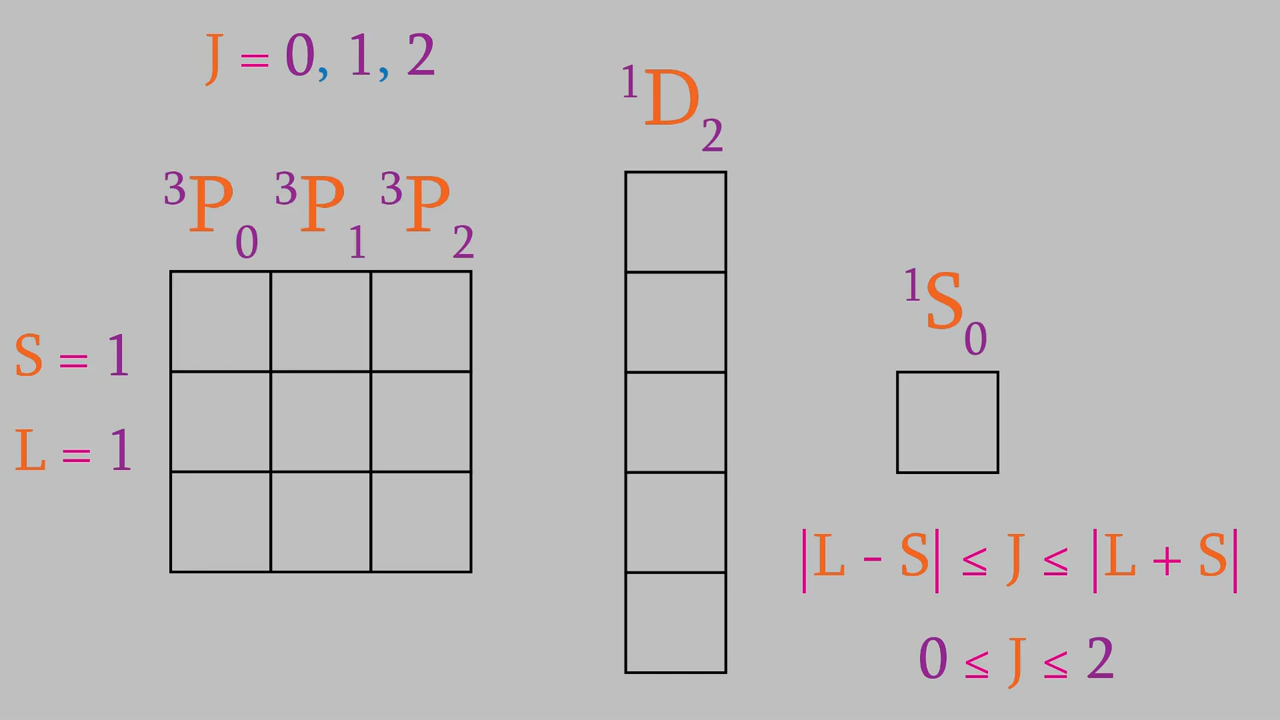 J = 0, 1, 2
³P₀ ³P₁ ³P₂
S = 1
L = 1
¹D₂
¹S₀
|L - S| ≤ J ≤ |L + S|
0 ≤ J ≤ 2